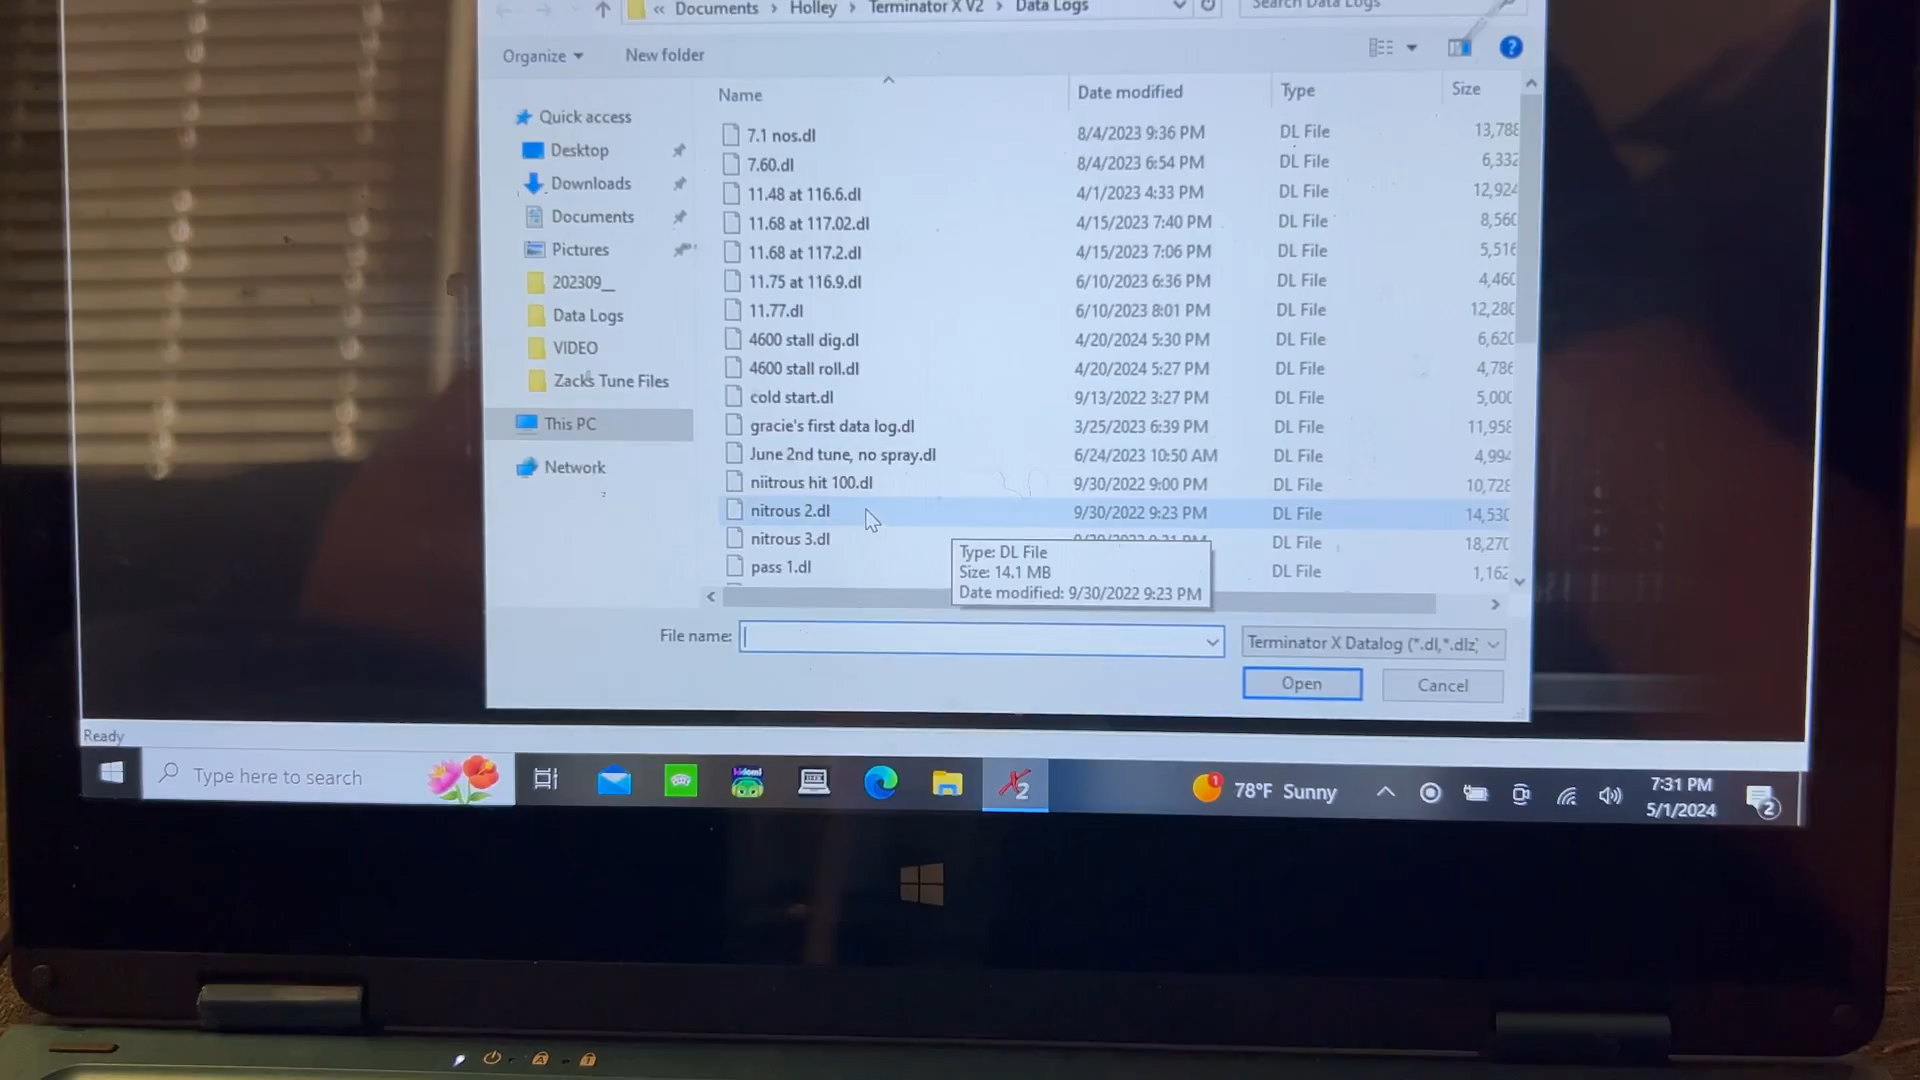 « Documents > Holley > Terminator X V2 > Data Logs
Search Data Logs
Organize
New folder
Name
Date modified
Type
Size
Quick access
Desktop
Downloads
Documents
Pictures
202309__
Data Logs
VIDEO
Zack's Tune Files
This PC
Network
7.1 nos.dl 8/4/2023 9:36 PM DL File 13,788
7.60.dl 8/4/2023 6:54 PM DL File 6,332
11.48 at 116.6.dl 4/1/2023 4:33 PM DL File 12,924
11.68 at 117.02.dl 4/15/2023 7:40 PM DL File 8,560
11.68 at 117.2.dl 4/15/2023 7:06 PM DL File 5,516
11.75 at 116.9.dl 6/10/2023 6:36 PM DL File 4,460
11.77.dl 6/10/2023 8:01 PM DL File 12,280
4600 stall dig.dl 4/20/2024 5:30 PM DL File 6,620
4600 stall roll.dl 4/20/2024 5:27 PM DL File 4,786
cold start.dl 9/13/2022 3:27 PM DL File 5,000
gracie's first data log.dl 3/25/2023 6:39 PM DL File 11,958
June 2nd tune, no spray.dl 6/24/2023 10:50 AM DL File 4,994
niitrous hit 100.dl 9/30/2022 9:00 PM DL File 10,728
nitrous 2.dl 9/30/2022 9:23 PM DL File 14,530
nitrous 3.dl DL File 18,270
pass 1.dl DL File 1,162
Type: DL File
Size: 14.1 MB
Date modified: 9/30/2022 9:23 PM
File name:
Terminator X Datalog (*.dl,*.dlz)
Open
Cancel
Ready
Type here to search
kidomi
X2
1
78°F Sunny
7:31 PM
5/1/2024
2